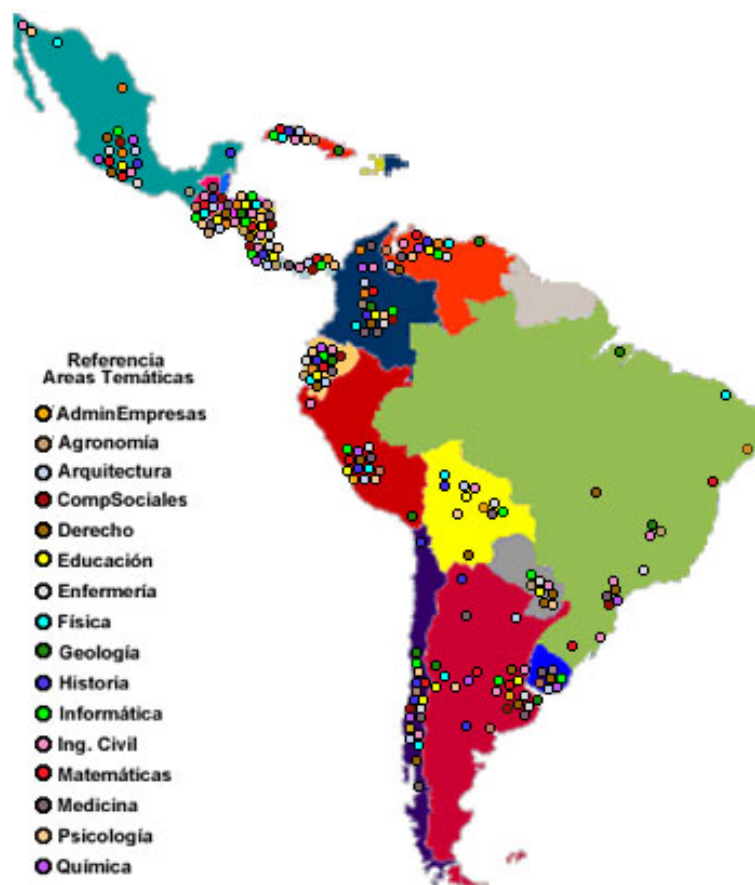 Referencia
Areas Temáticas
AdminEmpresas
Agronomía
Arquitectura
CompSociales
Derecho
Educación
Enfermería
Física
Geología
Historia
Informática
Ing. Civil
Matemáticas
Medicina
Psicología
Química